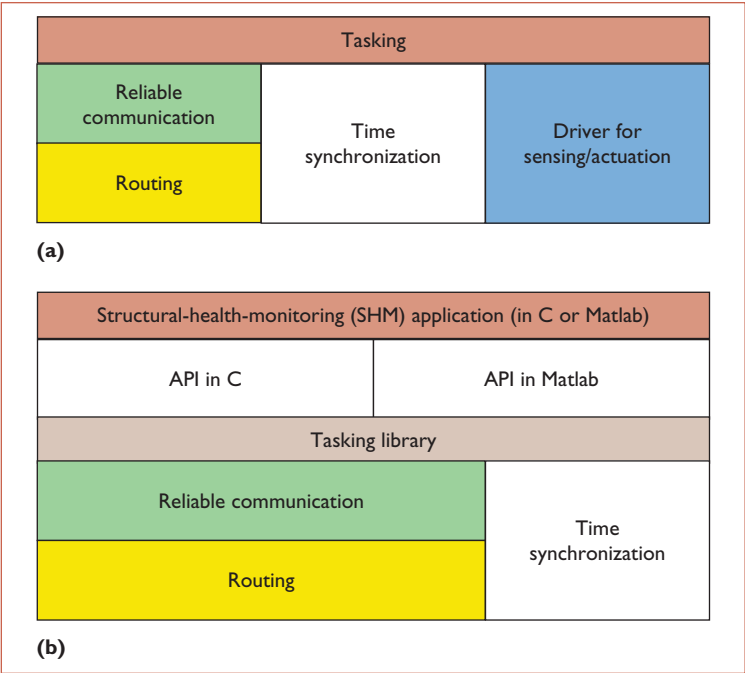 Tasking
Reliable
communication
Routing
Time
synchronization
Driver for
sensing/actuation
(a)
Structural-health-monitoring (SHM) application (in C or Matlab)
API in C
API in Matlab
Tasking library
Reliable communication
Routing
Time
synchronization
(b)